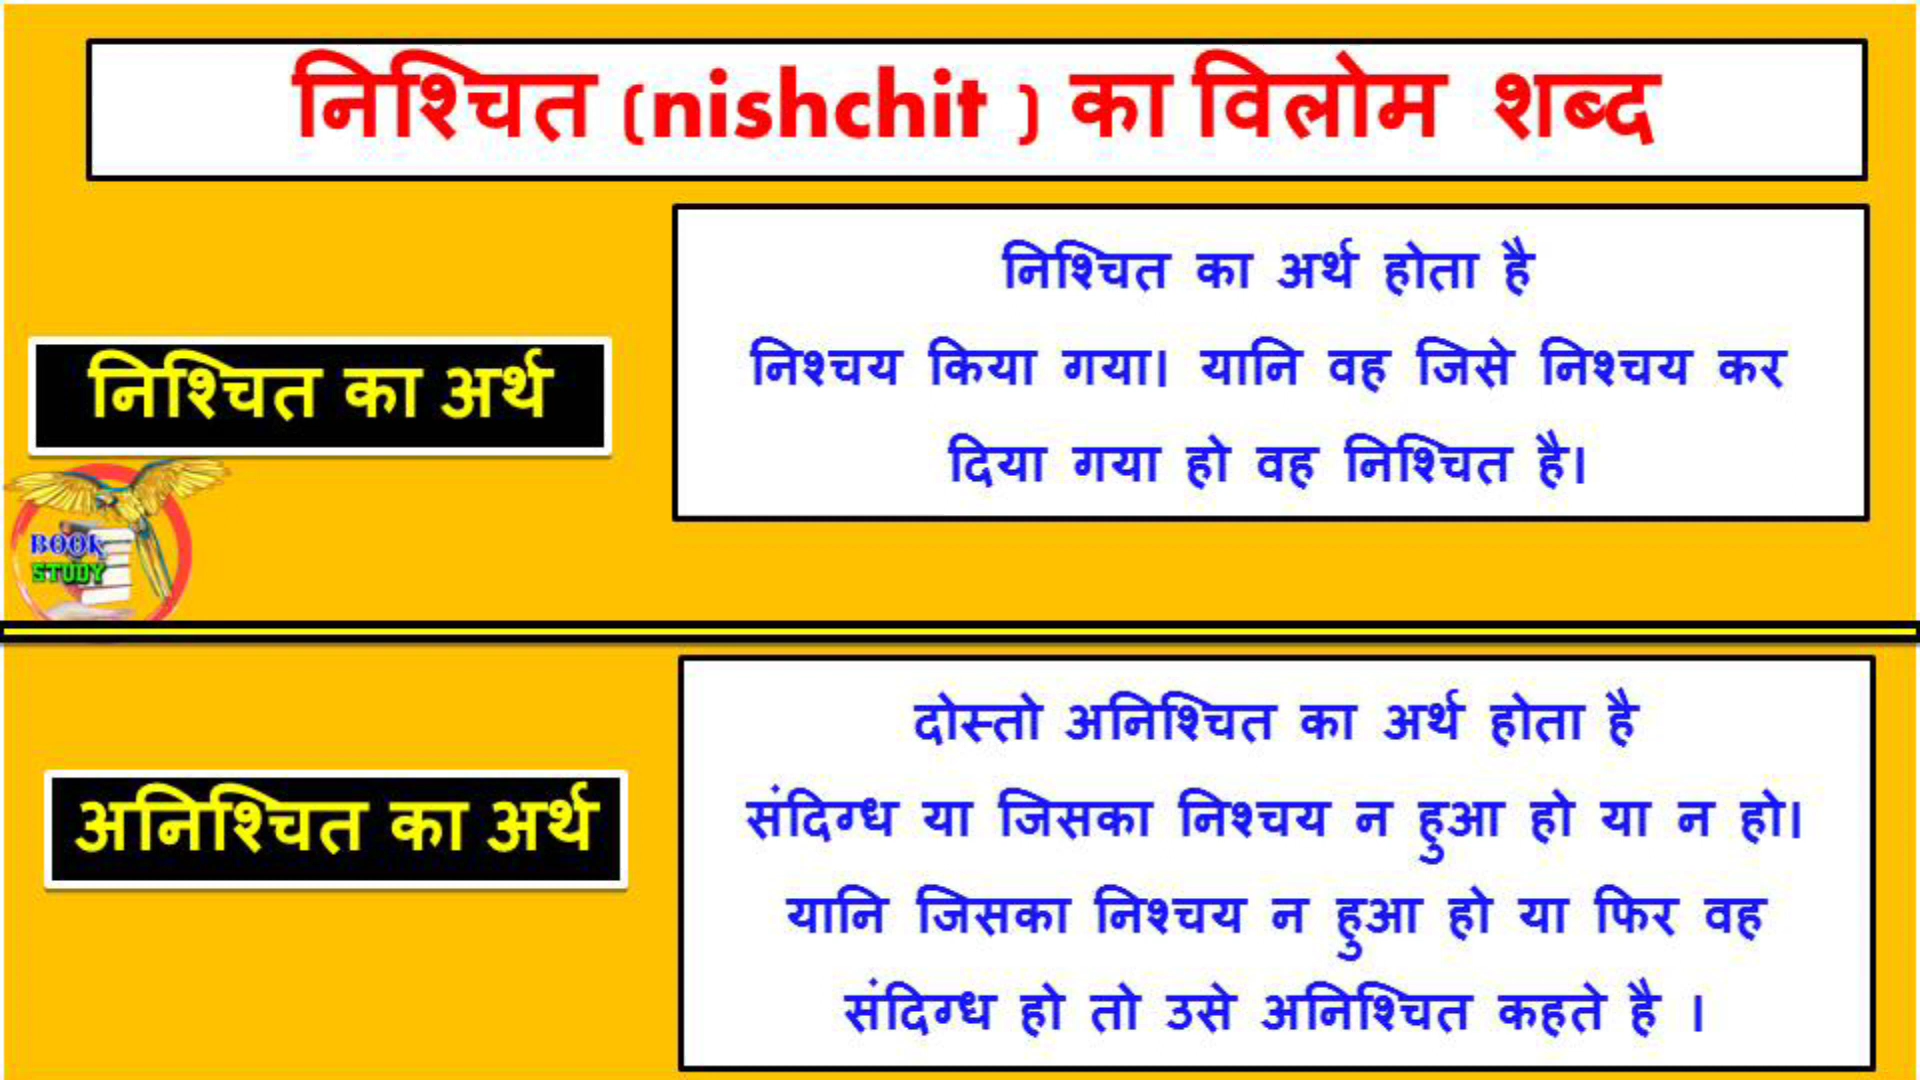 निश्चित (nishchit ) का विलोम शब्द
निश्चित का अर्थ होता है
निश्चय किया गया। यानि वह जिसे निश्चय कर
दिया गया हो वह निश्चित है।
निश्चित का अर्थ
BOOK
STUDY
दोस्तो अनिश्चित का अर्थ होता है
संदिग्ध या जिसका निश्चय न हुआ हो या न हो।
यानि जिसका निश्चय न हुआ हो या फिर वह
संदिग्ध हो तो उसे अनिश्चित कहते है ।
अनिश्चित का अर्थ